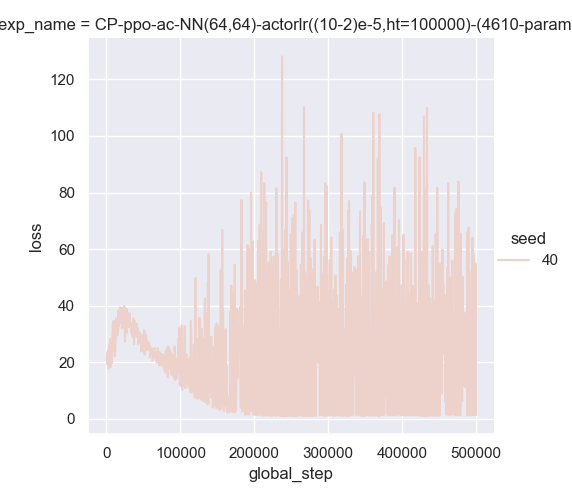 exp_name = CP-ppo-ac-NN(64,64)-actorlr((10-2)e-5,ht=100000)-(4610-param
120
100
80
60
40
20
0
loss
0 100000 200000 300000 400000 500000
global_step
seed
40